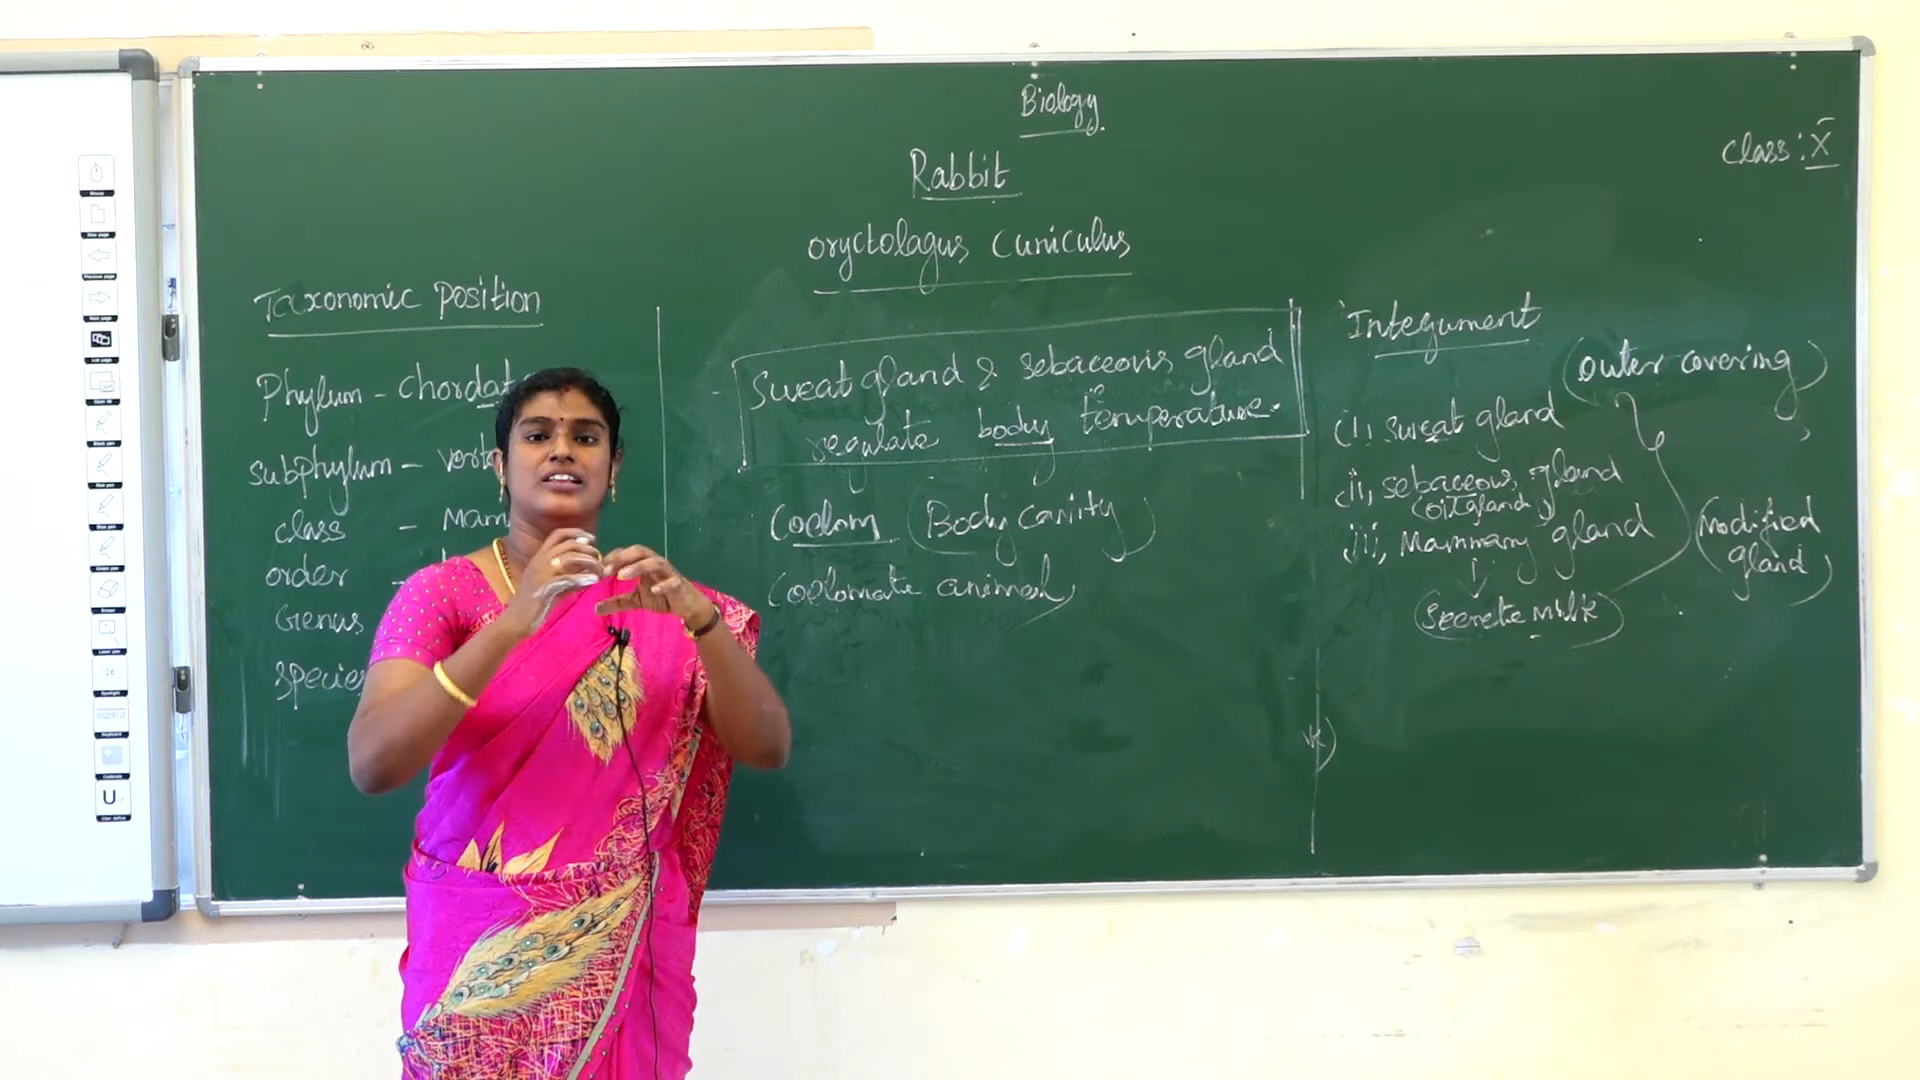 Biology
Class : X
Rabbit
oryctolagus cuniculus
Taxonomic position
Phylum - Chordat
subphylum - verte
class - Mam
order -
Genus
species
Sweat gland & sebaceous gland
regulate body temperature.
Coelom (Body cavity)
Coelomate animal
Integument
(outer covering)
(i) sweat gland
(ii) sebaceous gland
(oil gland)
(iii) Mammary gland
(Secrete milk)
(Modified
gland)
U